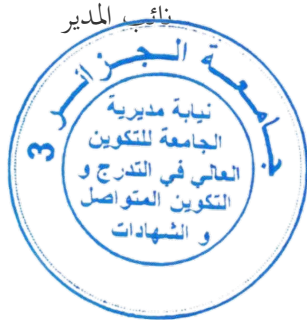 نائب المدير
جامعة الجزائر 3
نيابة مديرية
الجامعة للتكوين
العالي في التدرج و
التكوين المتواصل
و الشهادات